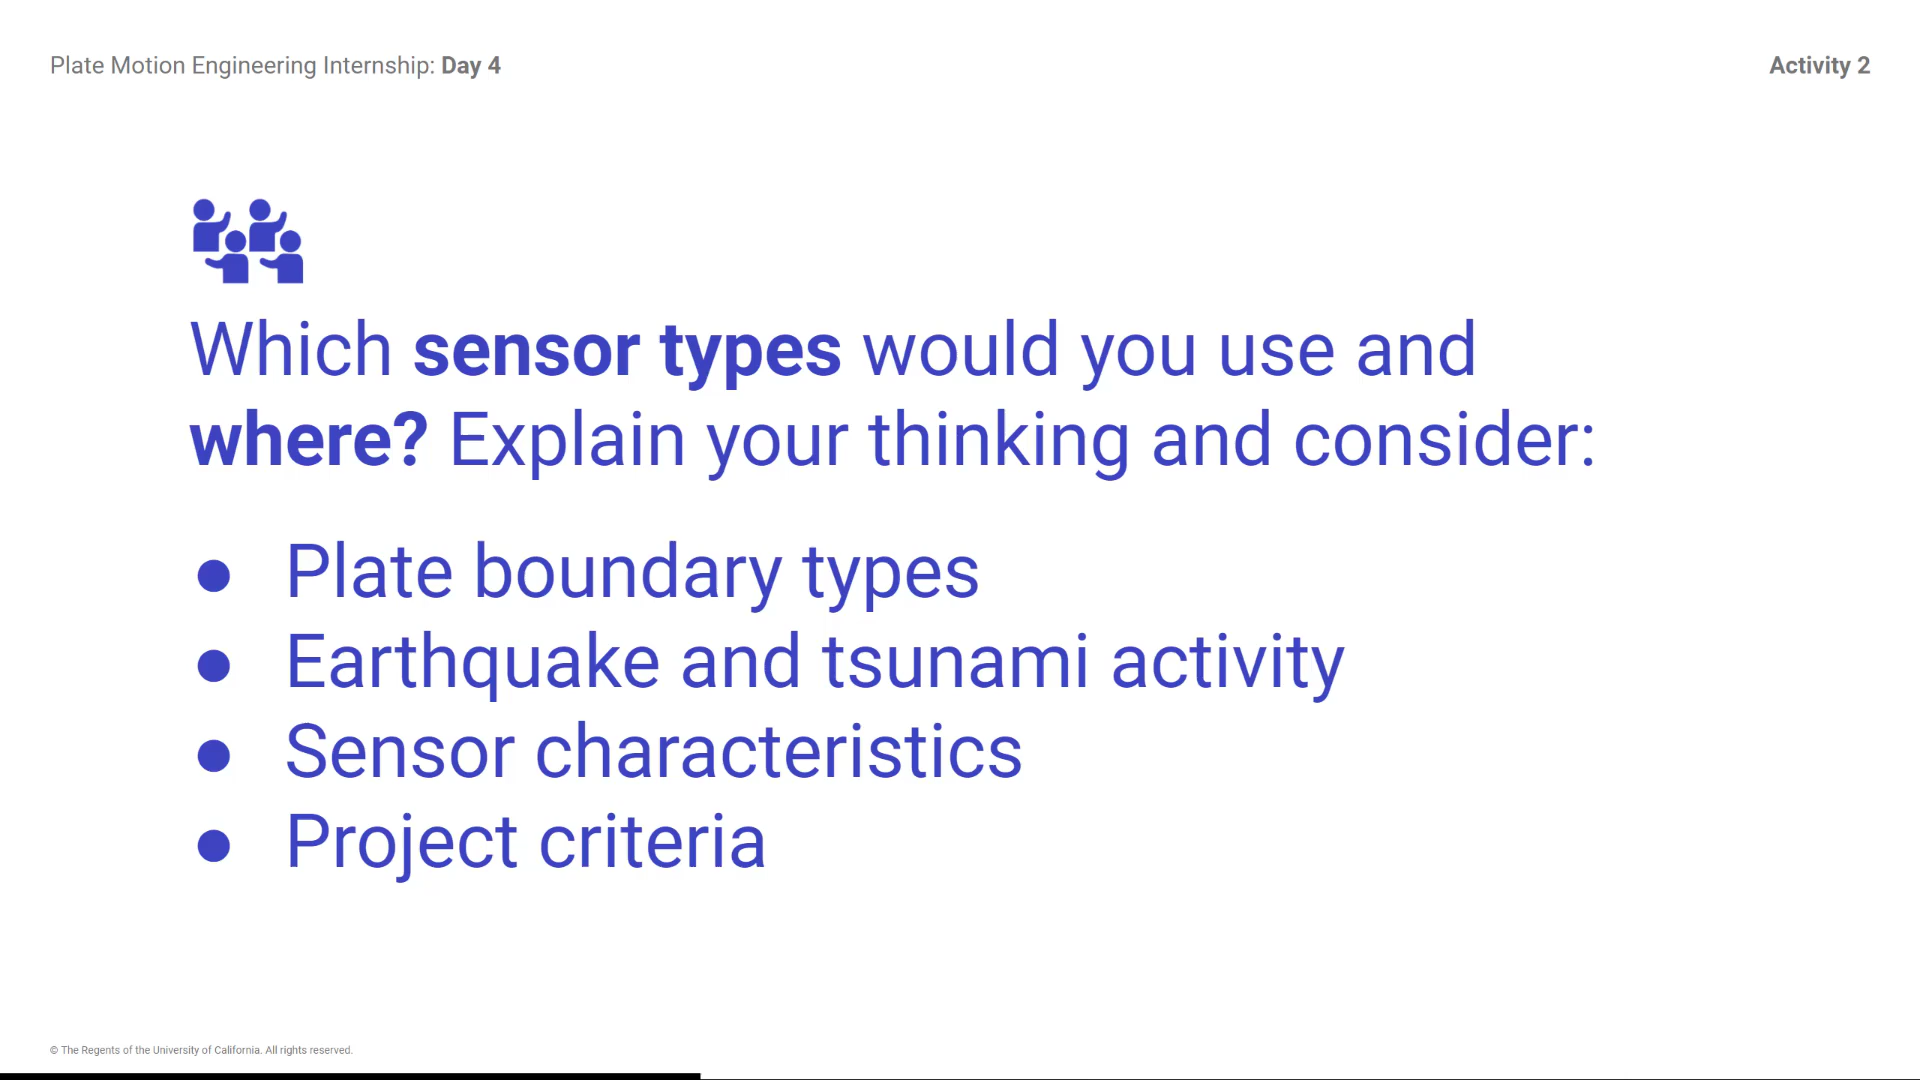 Plate Motion Engineering Internship: Day 4
Activity 2
Which sensor types would you use and
where? Explain your thinking and consider:
● Plate boundary types
● Earthquake and tsunami activity
● Sensor characteristics
● Project criteria
© The Regents of the University of California. All rights reserved.